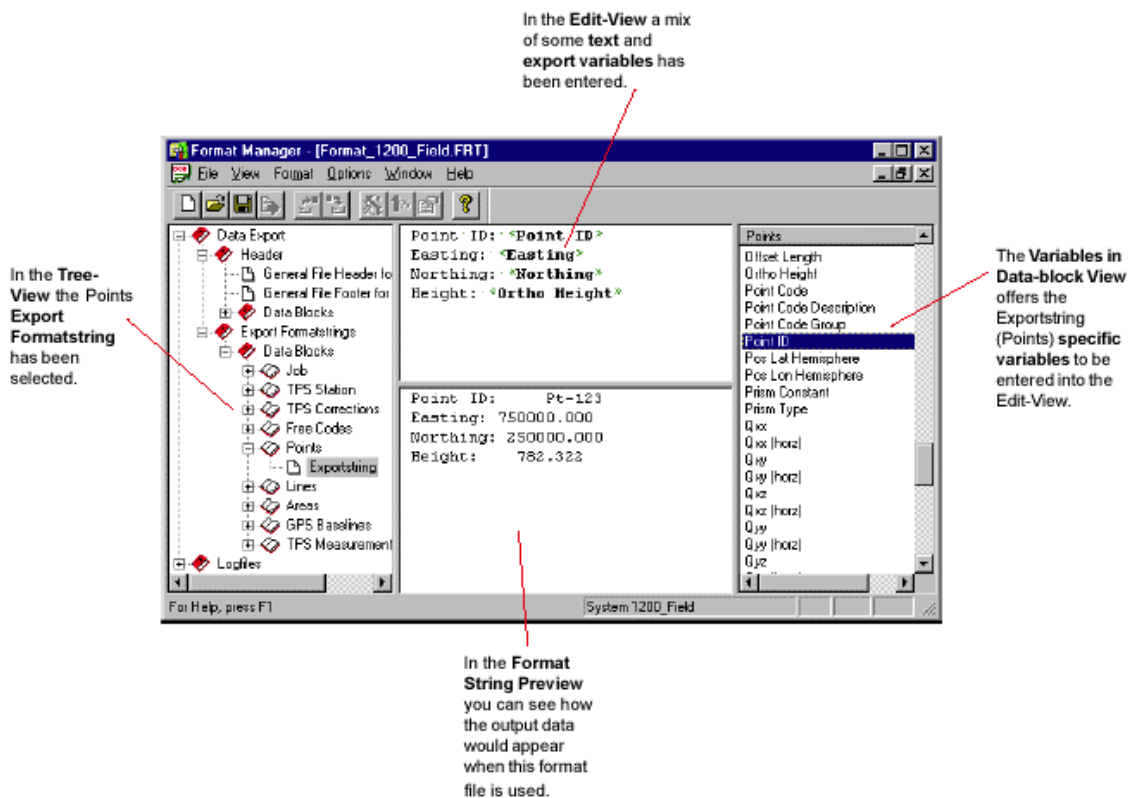 In the Edit-View a mix
of some text and
export variables has
been entered.
Format Manager - [Format_1200_Field.FRT]
File View Format Options Window Help
In the Tree-
View the Points
Export
Formatstring
has been
selected.
Data Export
Header
General File Header fo
General File Footer for
Data Blocks
Export Formatstrings
Data Blocks
Job
TPS Station
TPS Corrections
Free Codes
Points
Exportstring
Lines
Areas
GPS Baselines
TPS Measurement
Logfiles
Point ID: *Point ID*
Easting: *Easting*
Northing: *Northing*
Height: *Ortho Height*
Point ID: Pt-123
Easting: 750000.000
Northing: 250000.000
Height: 782.322
Points
Offset Length
Ortho Height
Point Code
Point Code Description
Point Code Group
Point ID
Pos Lat Hemisphere
Pos Lon Hemisphere
Prism Constant
Prism Type
Qxx
Qxx [horz]
Qxy
Qxy [horz]
Qxz
Qxz [horz]
Qyy
Qyy [horz]
Qyz
The Variables in
Data-block View
offers the
Exportstring
(Points) specific
variables to be
entered into the
Edit-View.
For Help, press F1
System 1200_Field
In the Format
String Preview
you can see how
the output data
would appear
when this format
file is used.